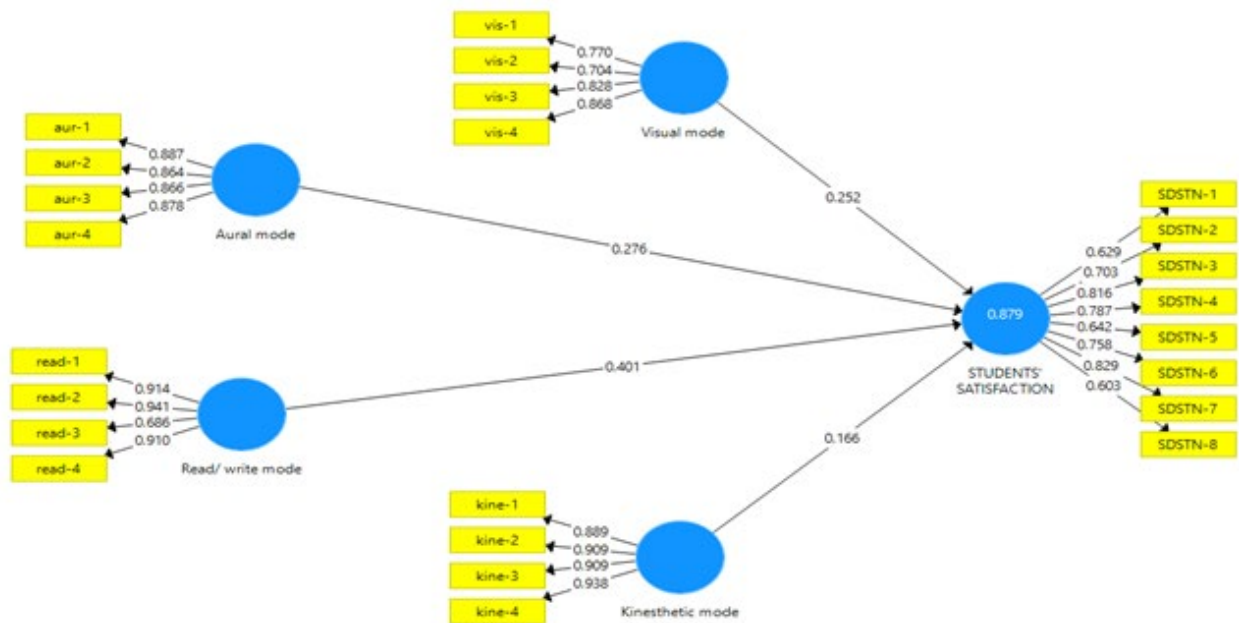 vis-1
vis-2
vis-3
vis-4
0.770
0.704
0.828
0.868
Visual mode
aur-1
aur-2
aur-3
aur-4
0.887
0.864
0.866
0.878
Aural mode
0.252
0.276
SDSTN-1
SDSTN-2
SDSTN-3
SDSTN-4
SDSTN-5
SDSTN-6
SDSTN-7
SDSTN-8
0.629
0.703
0.816
0.787
0.642
0.758
0.829
0.603
0.879
STUDENTS'
SATISFACTION
read-1
read-2
read-3
read-4
0.914
0.941
0.686
0.910
Read/ write mode
0.401
0.166
kine-1
kine-2
kine-3
kine-4
0.889
0.909
0.909
0.938
Kinesthetic mode